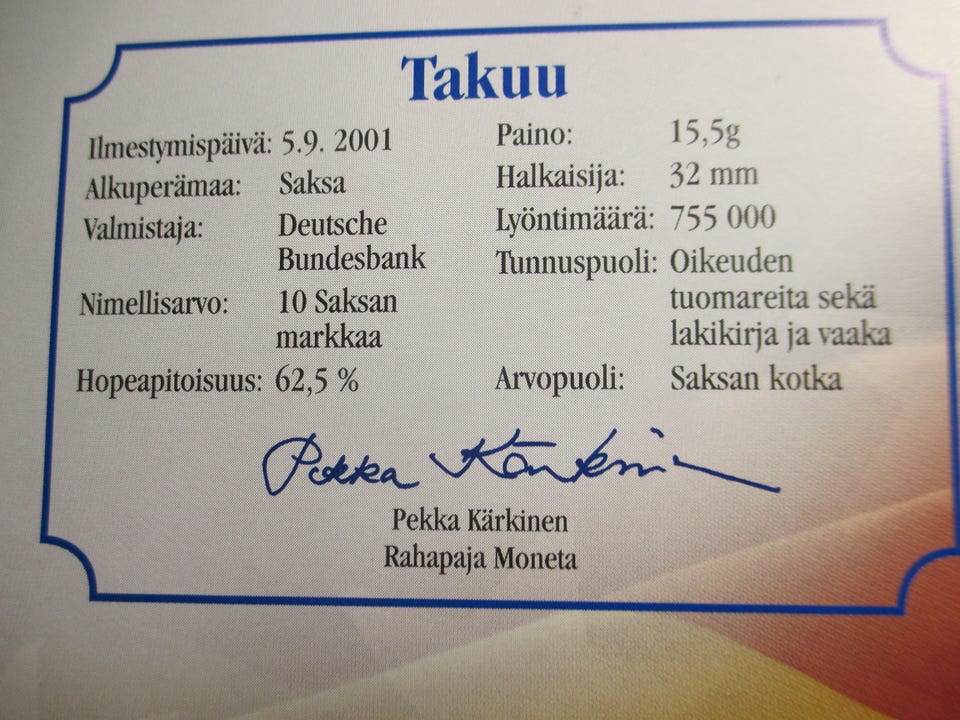 Takuu
Ilmestymispäivä: 5.9. 2001
Alkuperämaa: Saksa
Valmistaja: Deutsche
Bundesbank
Nimellisarvo: 10 Saksan
markkaa
Hopeapitoisuus: 62,5 %
Paino: 15,5g
Halkaisija: 32 mm
Lyöntimäärä: 755 000
Tunnuspuoli: Oikeuden
tuomareita sekä
lakikirja ja vaaka
Arvopuoli: Saksan kotka
Pekka Kärkinen
Pekka Kärkinen
Rahapaja Moneta